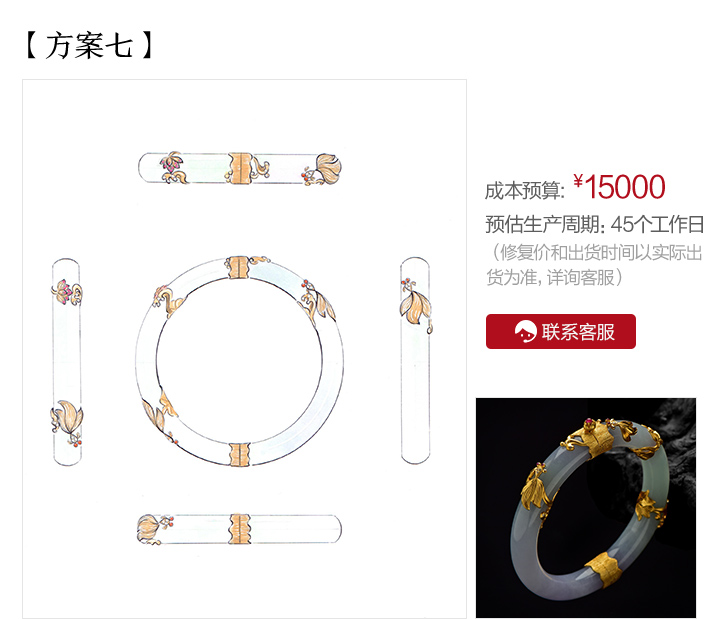 【方案七】
成本预算: ¥15000
预估生产周期: 45个工作日
（修复价和出货时间以实际出
货为准, 详询客服）
联系客服